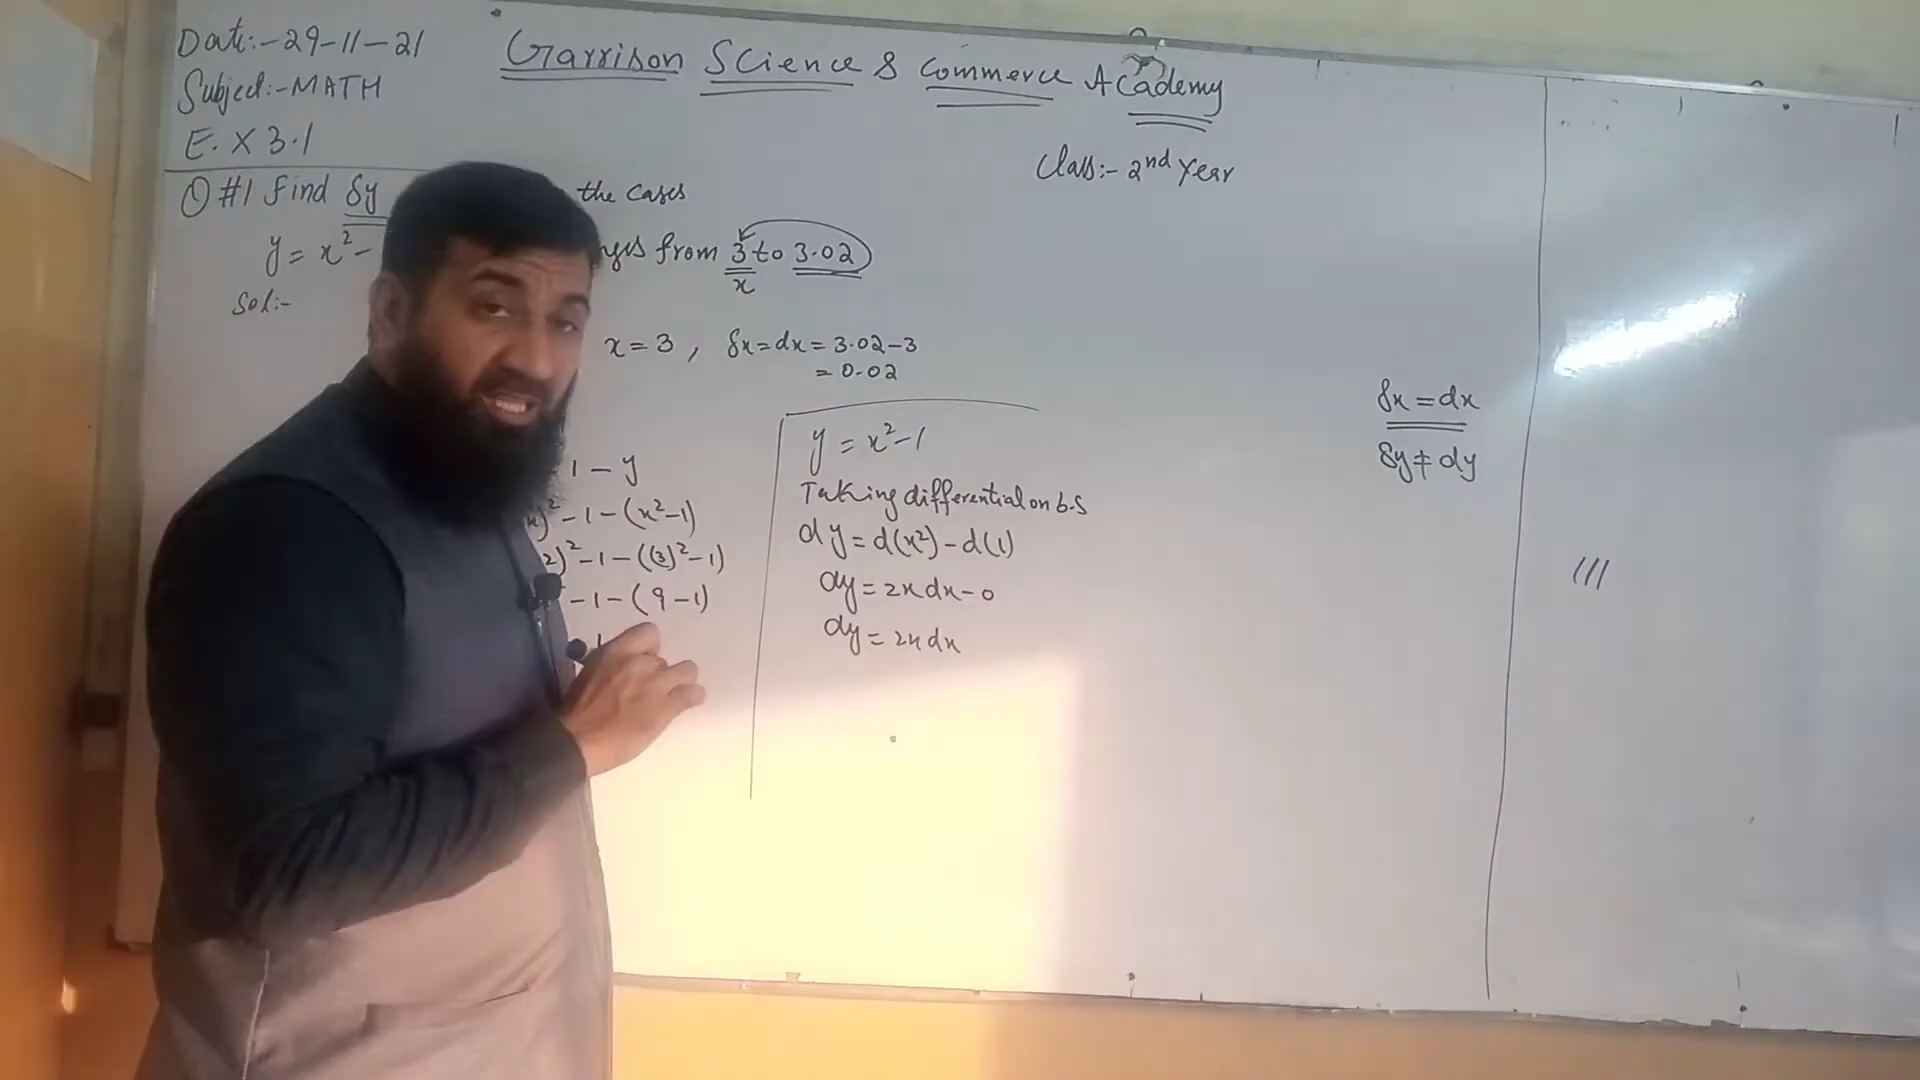 Date:-29-11-21
Garrison Science & Commerce Academy
Subject:-MATH
E. X 3.1
Class:- 2nd Year
Q #1 Find δy the cases
y = x² - from 3 to 3.02
x
Sol:-
x = 3 , δx = dx = 3.02-3
= 0.02
1 - y
)² - 1 - (x² - 1)
2)² - 1 - ((3)² - 1)
- 1 - (9 - 1)
y = x² - 1
Taking differential on b.s
dy = d(x²) - d(1)
dy = 2x dx - 0
dy = 2x dx
δx = dx
δy ≠ dy
///